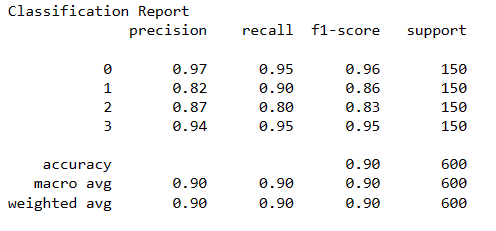 Classification Report
precision recall f1-score support
0 0.97 0.95 0.96 150
1 0.82 0.90 0.86 150
2 0.87 0.80 0.83 150
3 0.94 0.95 0.95 150
accuracy 0.90 600
macro avg 0.90 0.90 0.90 600
weighted avg 0.90 0.90 0.90 600